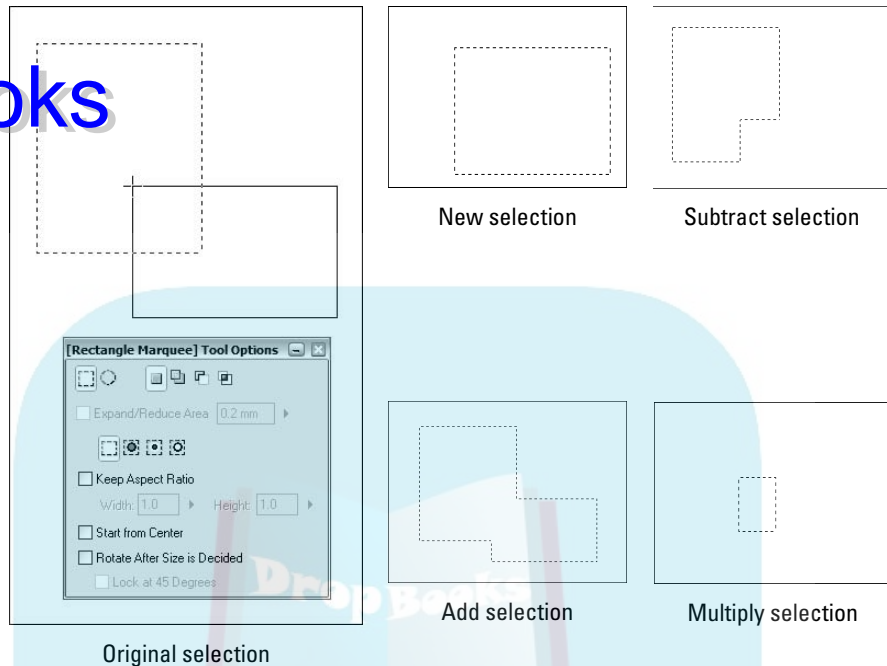 oks
New selection
Subtract selection
[Rectangle Marquee] Tool Options
Expand/Reduce Area 0.2 mm
Keep Aspect Ratio
Width: 1.0 Height: 1.0
Start from Center
Rotate After Size is Decided
Lock at 45 Degrees
Drop Books
Add selection
Multiply selection
Original selection